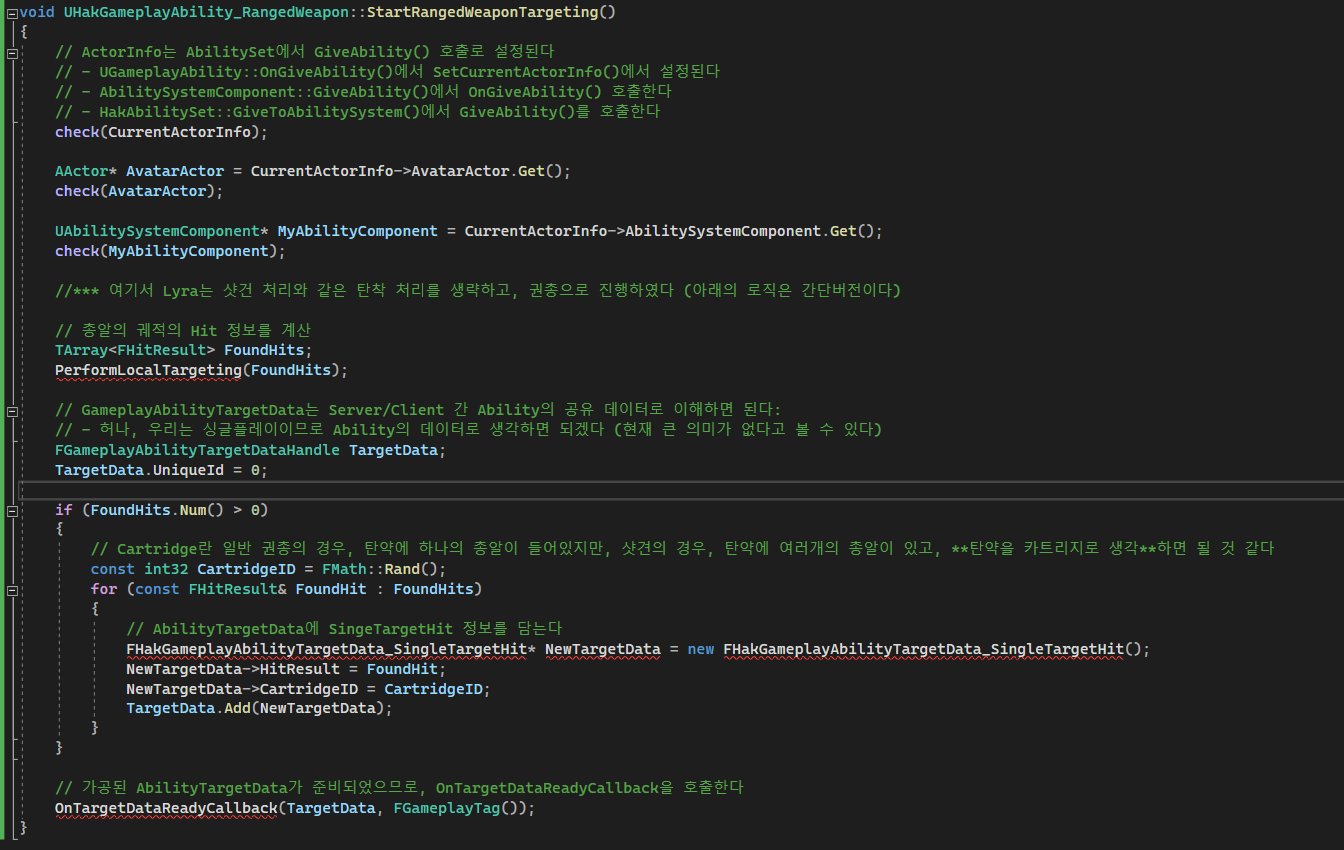 void UHakGameplayAbility_RangedWeapon::StartRangedWeaponTargeting()
{
// ActorInfo는 AbilitySet에서 GiveAbility() 호출로 설정된다
// - UGameplayAbility::OnGiveAbility()에서 SetCurrentActorInfo()에서 설정된다
// - AbilitySystemComponent::GiveAbility()에서 OnGiveAbility() 호출한다
// - HakAbilitySet::GiveToAbilitySystem()에서 GiveAbility()를 호출한다
check(CurrentActorInfo);
AActor* AvatarActor = CurrentActorInfo->AvatarActor.Get();
check(AvatarActor);
UAbilitySystemComponent* MyAbilityComponent = CurrentActorInfo->AbilitySystemComponent.Get();
check(MyAbilityComponent);
//*** 여기서 Lyra는 샷건 처리와 같은 탄착 처리를 생략하고, 권총으로 진행하였다 (아래의 로직은 간단버전이다)
// 총알의 궤적의 Hit 정보를 계산
TArray<FHitResult> FoundHits;
PerformLocalTargeting(FoundHits);
// GameplayAbilityTargetData는 Server/Client 간 Ability의 공유 데이터로 이해하면 된다:
// - 허나, 우리는 싱글플레이이므로 Ability의 데이터로 생각하면 되겠다 (현재 큰 의미가 없다고 볼 수 있다)
FGameplayAbilityTargetDataHandle TargetData;
TargetData.UniqueId = 0;
if (FoundHits.Num() > 0)
{
// Cartridge란 일반 권총의 경우, 탄약에 하나의 총알이 들어있지만, 샷견의 경우, 탄약에 여러개의 총알이 있고, **탄약을 카트리지로 생각**하면 될 것 같다
const int32 CartridgeID = FMath::Rand();
for (const FHitResult& FoundHit : FoundHits)
{
// AbilityTargetData에 SingeTargetHit 정보를 담는다
FHakGameplayAbilityTargetData_SingleTargetHit* NewTargetData = new FHakGameplayAbilityTargetData_SingleTargetHit();
NewTargetData->HitResult = FoundHit;
NewTargetData->CartridgeID = CartridgeID;
TargetData.Add(NewTargetData);
}
}
// 가공된 AbilityTargetData가 준비되었으므로, OnTargetDataReadyCallback을 호출한다
OnTargetDataReadyCallback(TargetData, FGameplayTag());
}